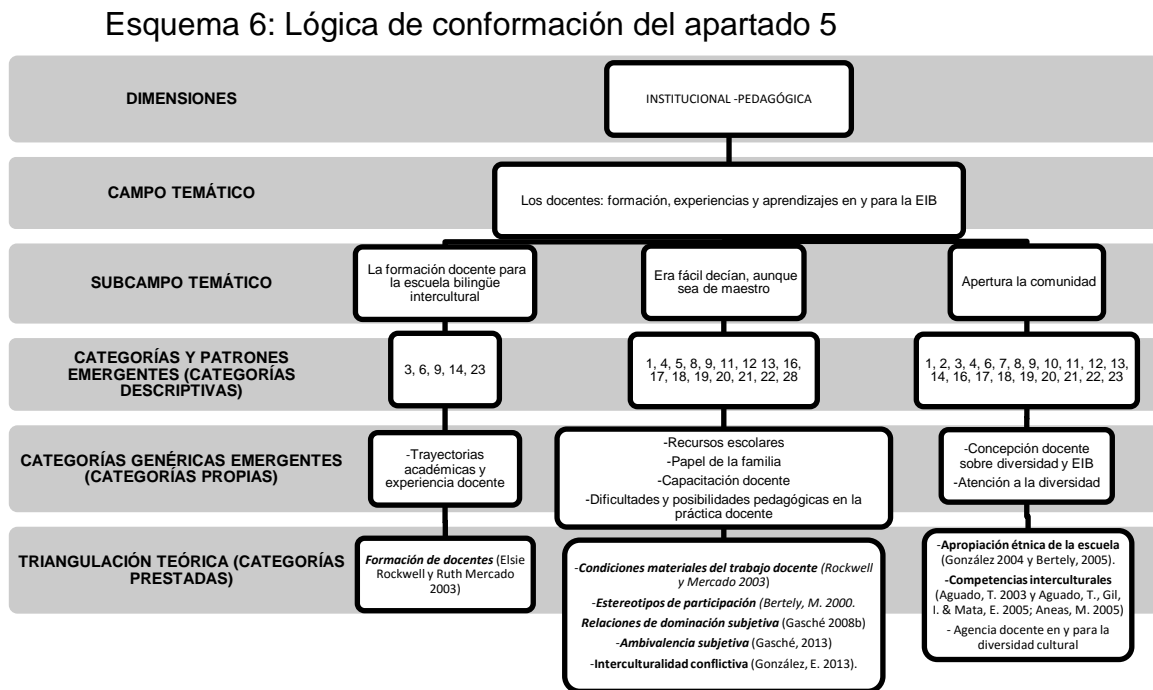 Esquema 6: Lógica de conformación del apartado 5
DIMENSIONES
INSTITUCIONAL -PEDAGÓGICA
CAMPO TEMÁTICO
Los docentes: formación, experiencias y aprendizajes en y para la EIB
SUBCAMPO TEMÁTICO
La formación docente para
la escuela bilingüe
intercultural
Era fácil decían, aunque
sea de maestro
Apertura la comunidad
CATEGORÍAS Y PATRONES
EMERGENTES (CATEGORÍAS
DESCRIPTIVAS)
3, 6, 9, 14, 23
1, 4, 5, 8, 9, 11, 12 13, 16,
17, 18, 19, 20, 21, 22, 28
1, 2, 3, 4, 6, 7, 8, 9, 10, 11, 12, 13,
14, 16, 17, 18, 19, 20, 21, 22, 23
CATEGORÍAS GENÉRICAS EMERGENTES
(CATEGORÍAS PROPIAS)
-Trayectorias
académicas y
experiencia docente
-Recursos escolares
-Papel de la familia
-Capacitación docente
-Dificultades y posibilidades pedagógicas en la
práctica docente
-Concepción docente
sobre diversidad y EIB
-Atención a la diversidad
TRIANGULACIÓN TEÓRICA (CATEGORÍAS
PRESTADAS)
Formación de docentes (Elsie
Rockwell y Ruth Mercado
2003)
-Condiciones materiales del trabajo docente (Rockwell
y Mercado 2003)
-Estereotipos de participación (Bertely, M. 2000.
Relaciones de dominación subjetiva (Gasché 2008b)
-Ambivalencia subjetiva (Gasché, 2013)
-Interculturalidad conflictiva (González, E. 2013).
-Apropiación étnica de la escuela
(González 2004 y Bertely, 2005).
-Competencias interculturales
(Aguado, T. 2003 y Aguado, T., Gil,
I. & Mata, E. 2005; Aneas, M. 2005)
- Agencia docente en y para la
diversidad cultural